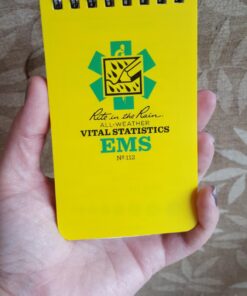 Rite in the Rain
ALL-WEATHER
VITAL STATISTICS
EMS
Nº 112